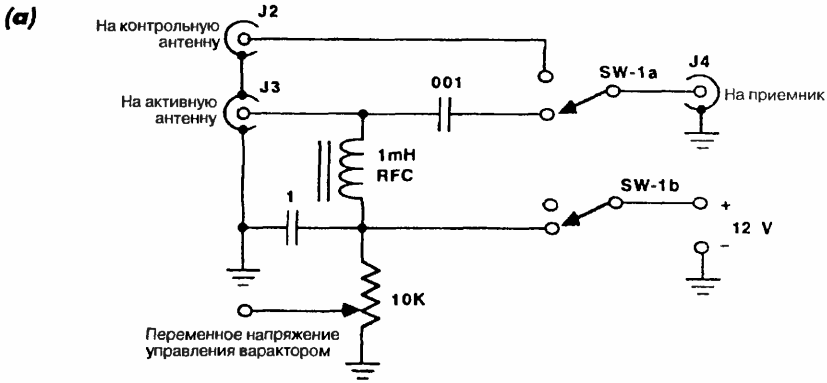 (a)
На контрольную
антенну
J2
J3
На активную
антенну
001
SW-1a
J4
На приемник
1mH
RFC
1
SW-1b
+
12 V
−
10K
Переменное напряжение
управления варактором